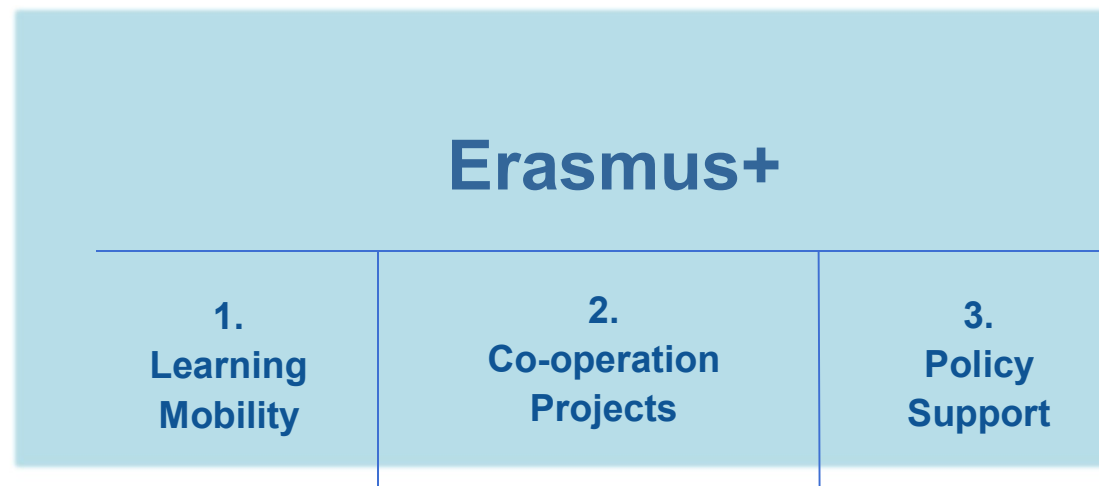 Erasmus+
1.
Learning
Mobility
2.
Co-operation
Projects
3.
Policy
Support